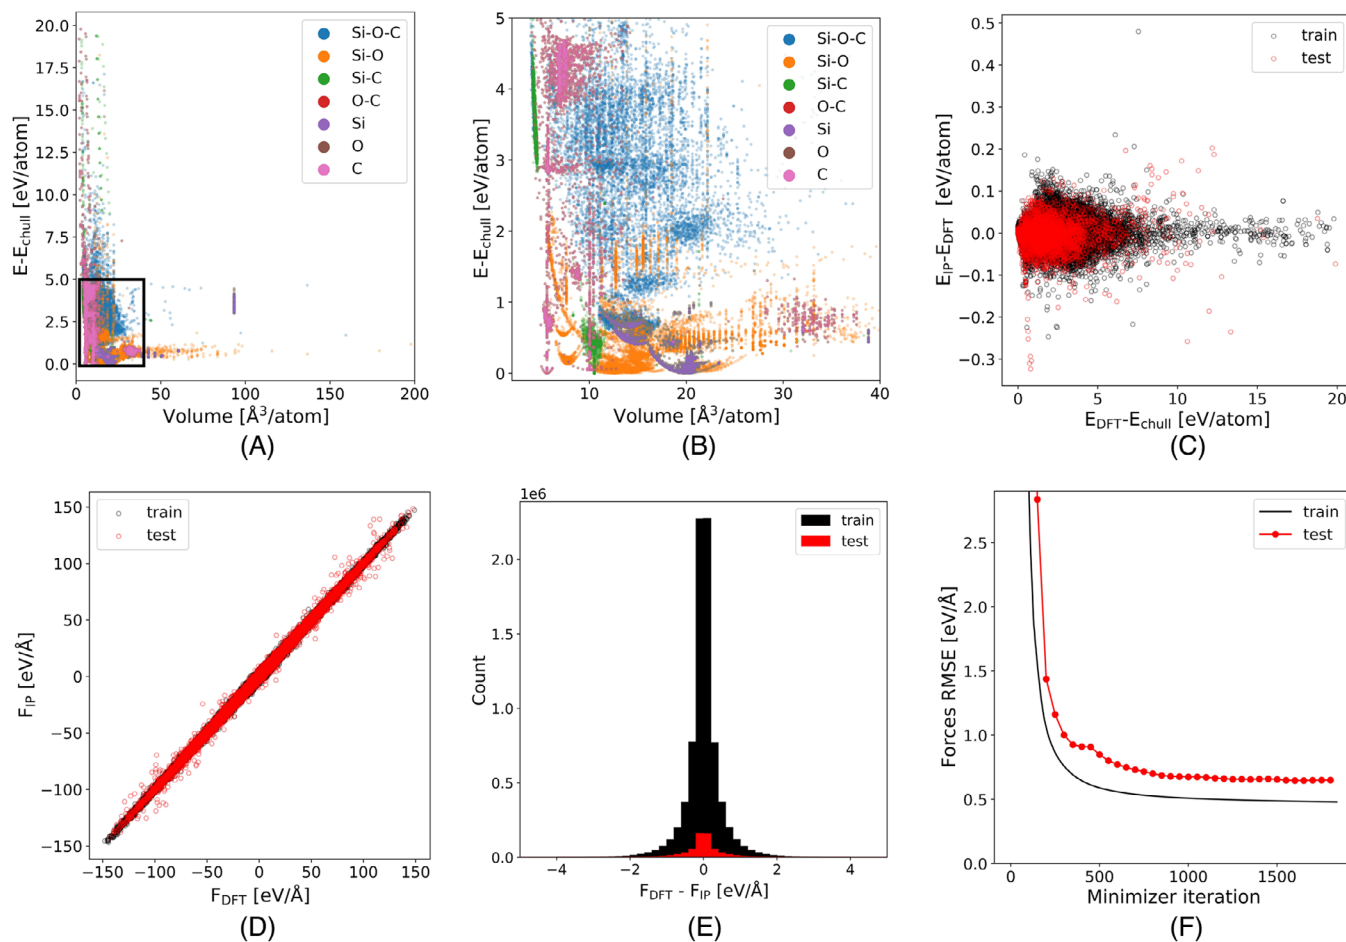 20.0
17.5
15.0
12.5
10.0
7.5
5.0
2.5
0.0
E-E_chull [eV/atom]
Si-O-C
Si-O
Si-C
O-C
Si
O
C
0 50 100 150 200
Volume [Å³/atom]
(A)
5
4
3
2
1
0
E-E_chull [eV/atom]
Si-O-C
Si-O
Si-C
O-C
Si
O
C
10 20 30 40
Volume [Å³/atom]
(B)
0.5
0.4
0.3
0.2
0.1
0.0
−0.1
−0.2
−0.3
E_IP-E_DFT [eV/atom]
train
test
0 5 10 15 20
E_DFT-E_chull [eV/atom]
(C)
150
100
50
0
−50
−100
−150
F_IP [eV/Å]
train
test
−150 −100 −50 0 50 100 150
F_DFT [eV/Å]
(D)
1e6
2.0
1.5
1.0
0.5
0.0
Count
train
test
−4 −2 0 2 4
F_DFT - F_IP [eV/Å]
(E)
2.5
2.0
1.5
1.0
0.5
0.0
Forces RMSE [eV/Å]
train
test
0 500 1000 1500
Minimizer iteration
(F)